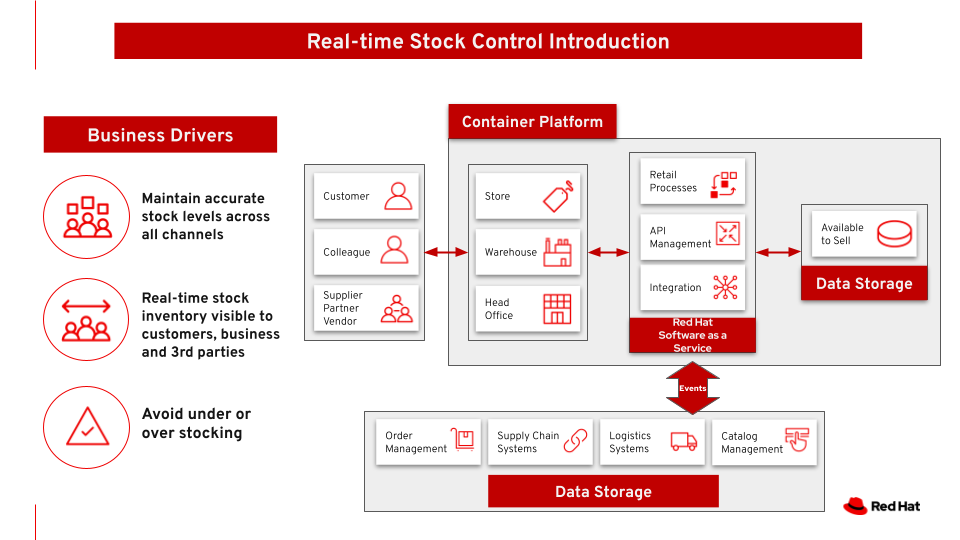 Real-time Stock Control Introduction
Business Drivers
Maintain accurate
stock levels across
all channels
Real-time stock
inventory visible to
customers, business
and 3rd parties
Avoid under or
over stocking
Container Platform
Customer
Colleague
Supplier
Partner
Vendor
Store
Warehouse
Head
Office
Retail
Processes
API
Management
Integration
Red Hat
Software as a
Service
Available
to Sell
Data Storage
Events
Order
Management
Supply Chain
Systems
Logistics
Systems
Catalog
Management
Data Storage
Red Hat